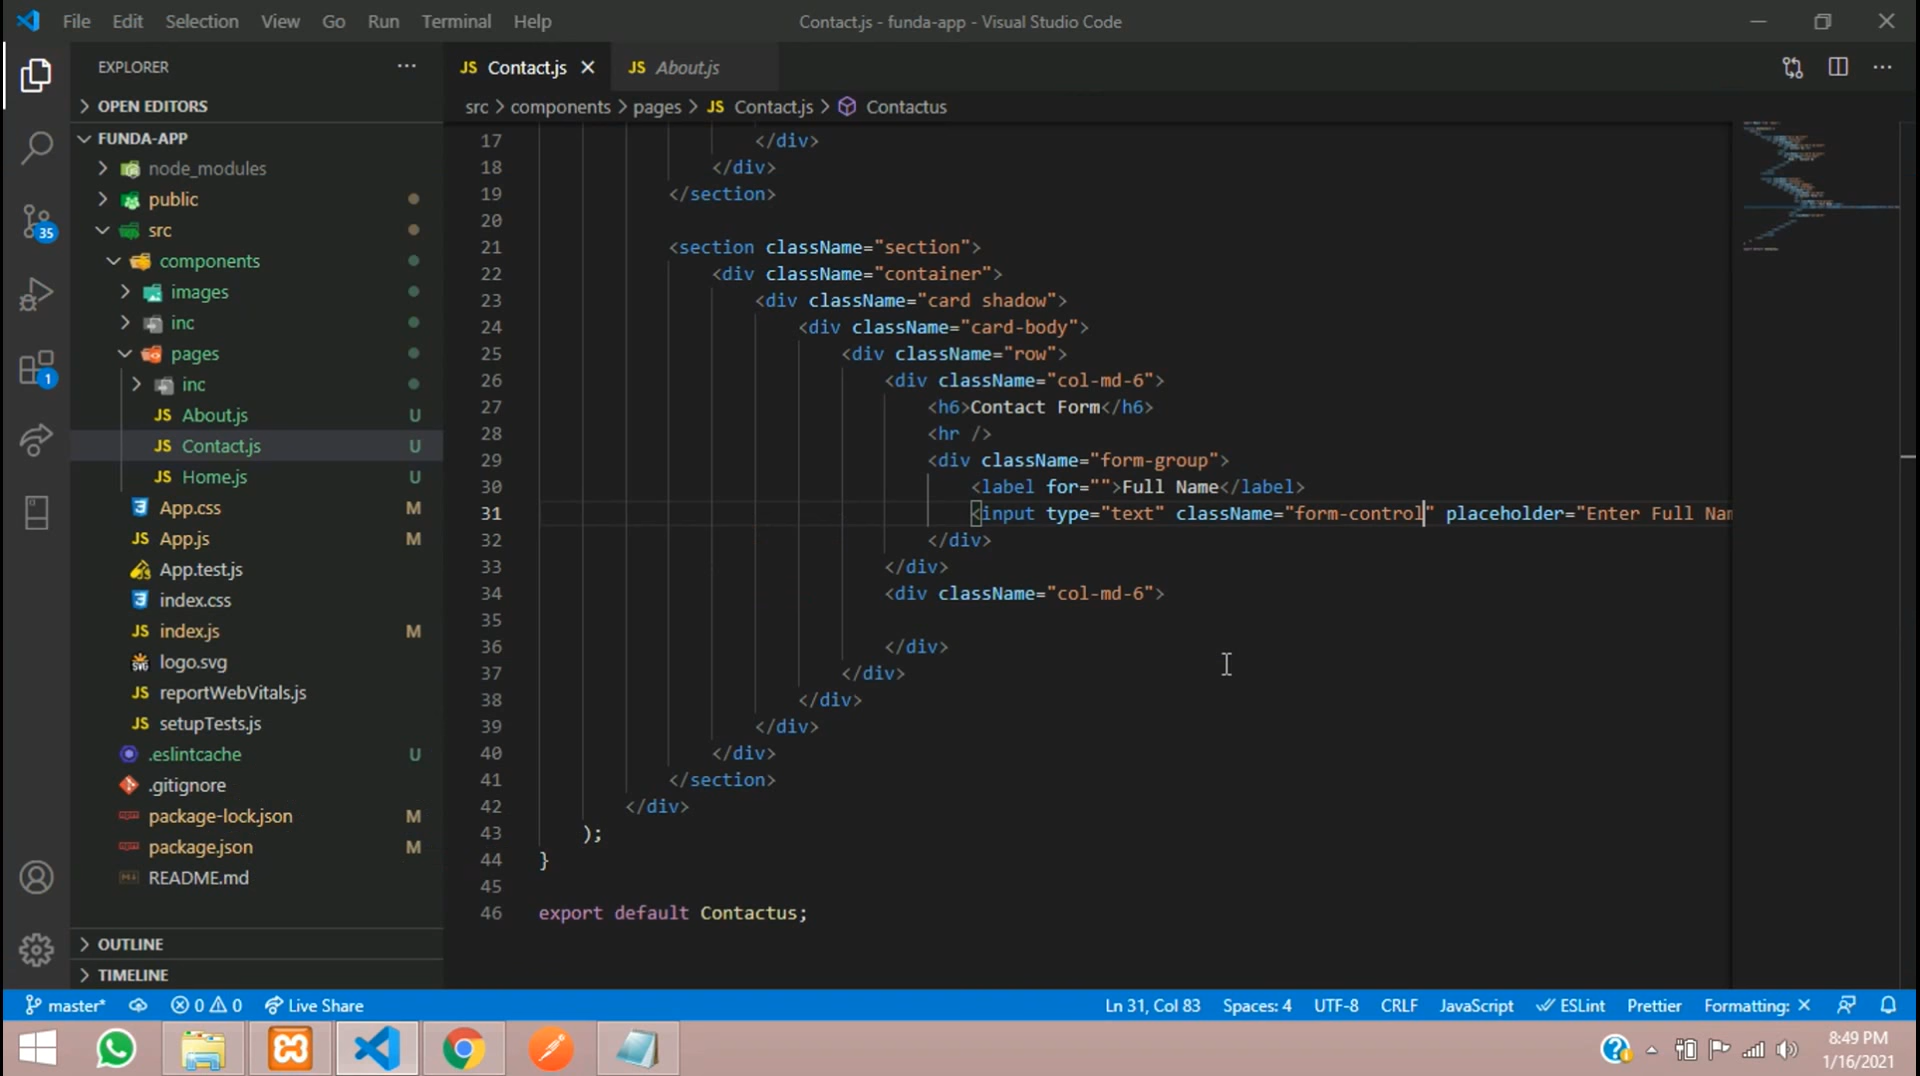 File Edit Selection View Go Run Terminal Help
Contact.js - funda-app - Visual Studio Code
EXPLORER
OPEN EDITORS
FUNDA-APP
node_modules
public
src
components
images
inc
pages
inc
JS About.js U
JS Contact.js U
JS Home.js U
App.css M
JS App.js M
App.test.js
index.css
JS index.js M
logo.svg
JS reportWebVitals.js
JS setupTests.js
.eslintcache U
.gitignore
package-lock.json M
package.json M
README.md
OUTLINE
TIMELINE
35
1
JS Contact.js
JS About.js
src > components > pages > JS Contact.js > Contactus
17 </div>
18 </div>
19 </section>
20
21 <section className="section">
22 <div className="container">
23 <div className="card shadow">
24 <div className="card-body">
25 <div className="row">
26 <div className="col-md-6">
27 <h6>Contact Form</h6>
28 <hr />
29 <div className="form-group">
30 <label for="">Full Name</label>
31 <input type="text" className="form-control" placeholder="Enter Full Nam
32 </div>
33 </div>
34 <div className="col-md-6">
35
36 </div>
37 </div>
38 </div>
39 </div>
40 </div>
41 </section>
42 </div>
43 );
44 }
45
46 export default Contactus;
master* 0 0 Live Share
Ln 31, Col 83 Spaces: 4 UTF-8 CRLF JavaScript ESLint Prettier Formatting: ×
8:49 PM
1/16/2021